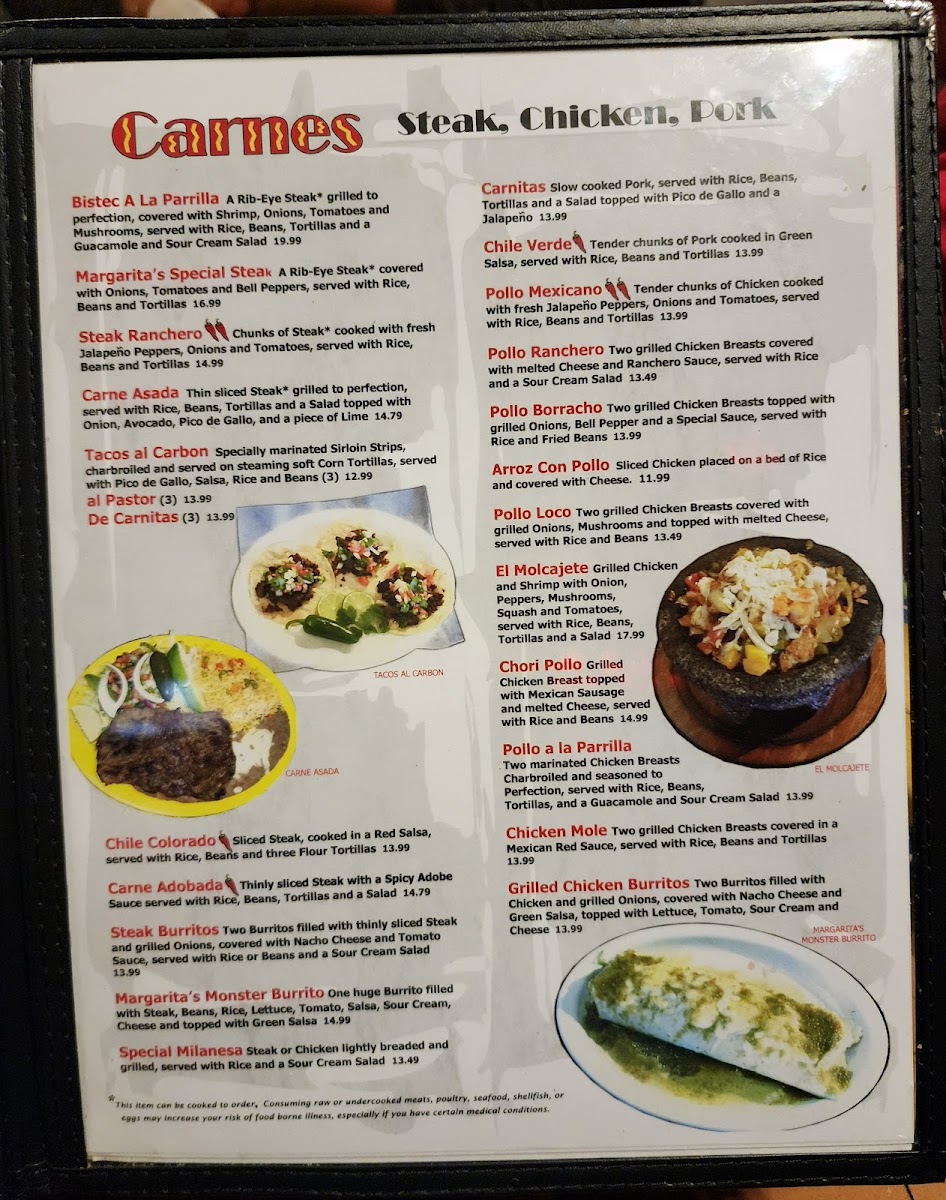 Carnes Steak, Chicken, Pork
Bistec A La Parrilla A Rib-Eye Steak* grilled to
perfection, covered with Shrimp, Onions, Tomatoes and
Mushrooms, served with Rice, Beans, Tortillas and a
Guacamole and Sour Cream Salad 19.99
Margarita's Special Steak A Rib-Eye Steak* covered
with Onions, Tomatoes and Bell Peppers, served with Rice,
Beans and Tortillas 16.99
Steak Ranchero Chunks of Steak* cooked with fresh
Jalapeño Peppers, Onions and Tomatoes, served with Rice,
Beans and Tortillas 14.99
Carne Asada Thin sliced Steak* grilled to perfection,
served with Rice, Beans, Tortillas and a Salad topped with
Onion, Avocado, Pico de Gallo, and a piece of Lime 14.79
Tacos al Carbon Specially marinated Sirloin Strips,
charbroiled and served on steaming soft Corn Tortillas, served
with Pico de Gallo, Salsa, Rice and Beans (3) 12.99
al Pastor (3) 13.99
De Carnitas (3) 13.99
TACOS AL CARBON
CARNE ASADA
Chile Colorado Sliced Steak, cooked in a Red Salsa,
served with Rice, Beans and three Flour Tortillas 13.99
Carne Adobada Thinly sliced Steak with a Spicy Adobe
Sauce served with Rice, Beans, Tortillas and a Salad 14.79
Steak Burritos Two Burritos filled with thinly sliced Steak
and grilled Onions, covered with Nacho Cheese and Tomato
Sauce, served with Rice or Beans and a Sour Cream Salad
13.99
Margarita's Monster Burrito One huge Burrito filled
with Steak, Beans, Rice, Lettuce, Tomato, Salsa, Sour Cream,
Cheese and topped with Green Salsa 14.99
Special Milanesa Steak or Chicken lightly breaded and
grilled, served with Rice and a Sour Cream Salad 13.49
*This item can be cooked to order. Consuming raw or undercooked meats, poultry, seafood, shellfish, or
eggs may increase your risk of food borne illness, especially if you have certain medical conditions.
Carnitas Slow cooked Pork, served with Rice, Beans,
Tortillas and a Salad topped with Pico de Gallo and a
Jalapeño 13.99
Chile Verde Tender chunks of Pork cooked in Green
Salsa, served with Rice, Beans and Tortillas 13.99
Pollo Mexicano Tender chunks of Chicken cooked
with fresh Jalapeño Peppers, Onions and Tomatoes, served
with Rice, Beans and Tortillas 13.99
Pollo Ranchero Two grilled Chicken Breasts covered
with melted Cheese and Ranchero Sauce, served with Rice
and a Sour Cream Salad 13.49
Pollo Borracho Two grilled Chicken Breasts topped with
grilled Onions, Bell Pepper and a Special Sauce, served with
Rice and Fried Beans 13.99
Arroz Con Pollo Sliced Chicken placed on a bed of Rice
and covered with Cheese. 11.99
Pollo Loco Two grilled Chicken Breasts covered with
grilled Onions, Mushrooms and topped with melted Cheese,
served with Rice and Beans 13.49
El Molcajete Grilled Chicken
and Shrimp with Onion,
Peppers, Mushrooms,
Squash and Tomatoes,
served with Rice, Beans,
Tortillas and a Salad 17.99
Chori Pollo Grilled
Chicken Breast topped
with Mexican Sausage
and melted Cheese, served
with Rice and Beans 14.99
EL MOLCAJETE
Pollo a la Parrilla
Two marinated Chicken Breasts
Charbroiled and seasoned to
Perfection, served with Rice, Beans,
Tortillas, and a Guacamole and Sour Cream Salad 13.99
Chicken Mole Two grilled Chicken Breasts covered in a
Mexican Red Sauce, served with Rice, Beans and Tortillas
13.99
Grilled Chicken Burritos Two Burritos filled with
Chicken and grilled Onions, covered with Nacho Cheese and
Green Salsa, topped with Lettuce, Tomato, Sour Cream and
Cheese 13.99
MARGARITA'S
MONSTER BURRITO